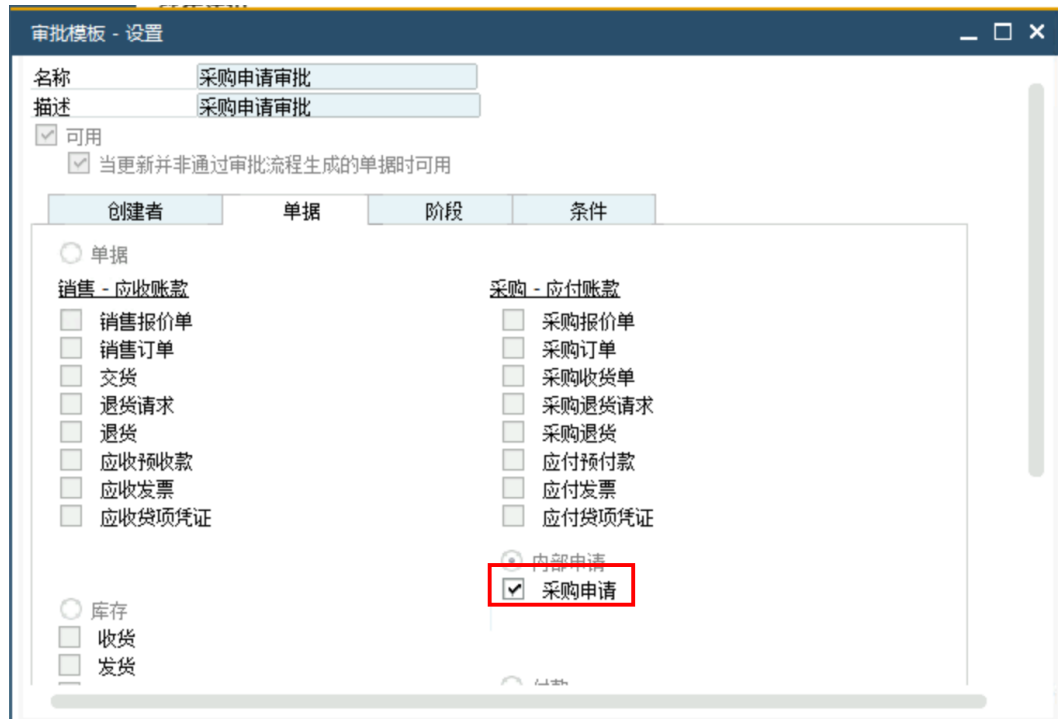 审批模板 - 设置
名称 采购申请审批
描述 采购申请审批
可用
当更新并非通过审批流程生成的单据时可用
创建者 单据 阶段 条件
单据
销售 - 应收账款
销售报价单
销售订单
交货
退货请求
退货
应收预收款
应收发票
应收贷项凭证
采购 - 应付账款
采购报价单
采购订单
采购收货单
采购退货请求
采购退货
应付预付款
应付发票
应付贷项凭证
内部申请
采购申请
库存
收货
发货